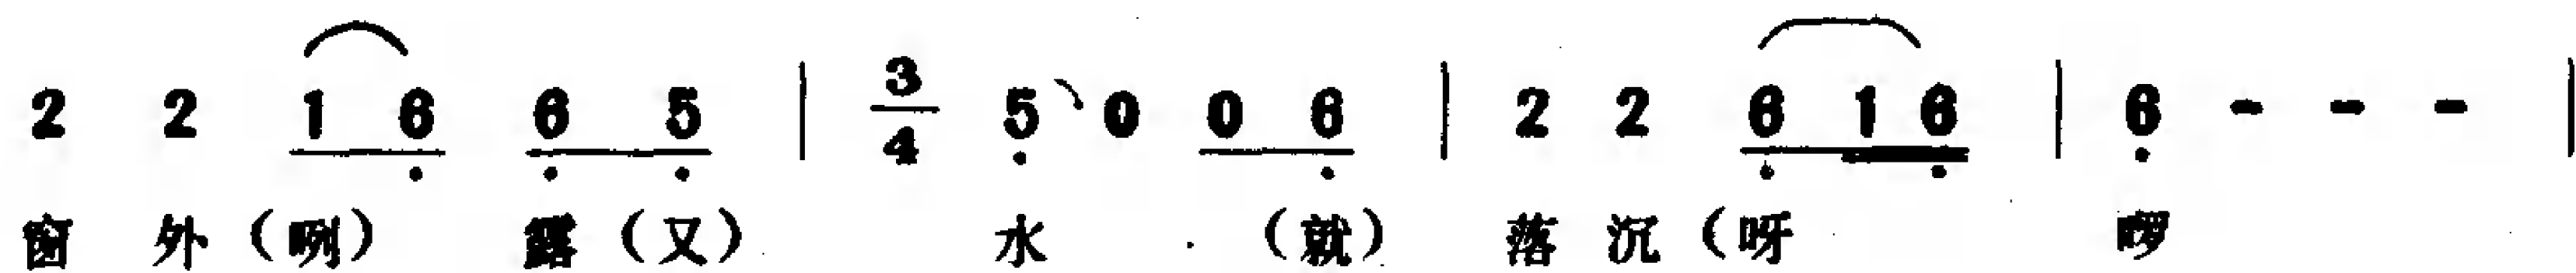 2 2 1 6 6 5 | 3/4 5 0 0 6 | 2 2 6 1 6 | 6 - - - |
窗 外（咧） 露（又） 水 （就） 落 沉（呀 啰